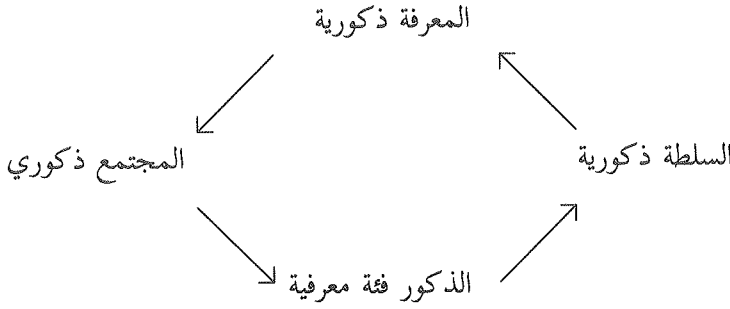 المعرفة ذكورية
السلطة ذكورية
المجتمع ذكوري
الذكور فئة معرفية